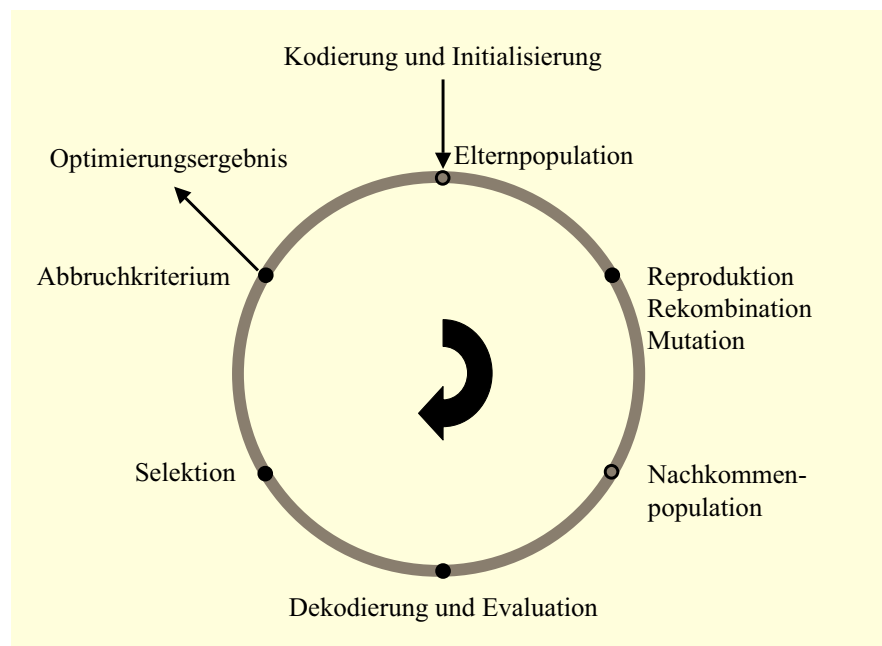 Kodierung und Initialisierung
Elternpopulation
Optimierungsergebnis
Abbruchkriterium
Reproduktion
Rekombination
Mutation
Selektion
Nachkommen-
population
Dekodierung und Evaluation